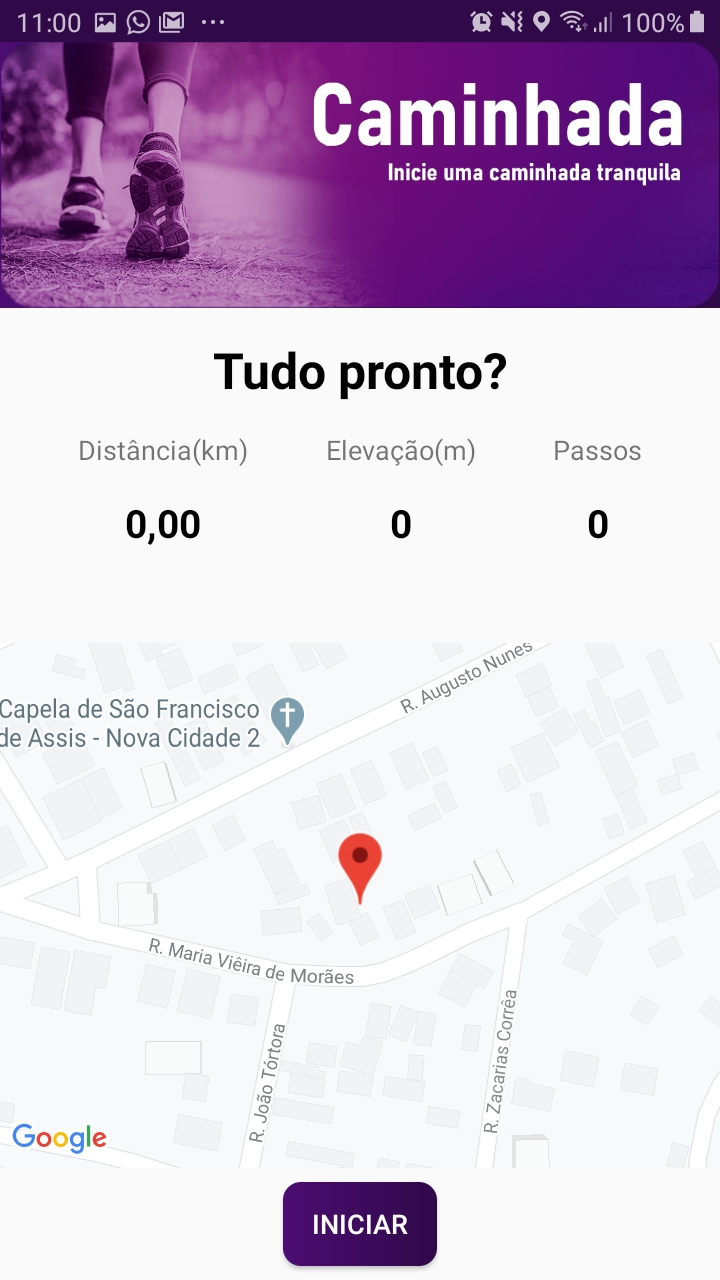 11:00
100%
Caminhada
Inicie uma caminhada tranquila
Tudo pronto?
Distância(km)
Elevação(m)
Passos
0,00
0
0
R. Augusto Nunes
Capela de São Francisco
de Assis - Nova Cidade 2
R. Maria Viêira de Morães
R. João Tórtora
R. Zacarias Corrêa
Google
INICIAR